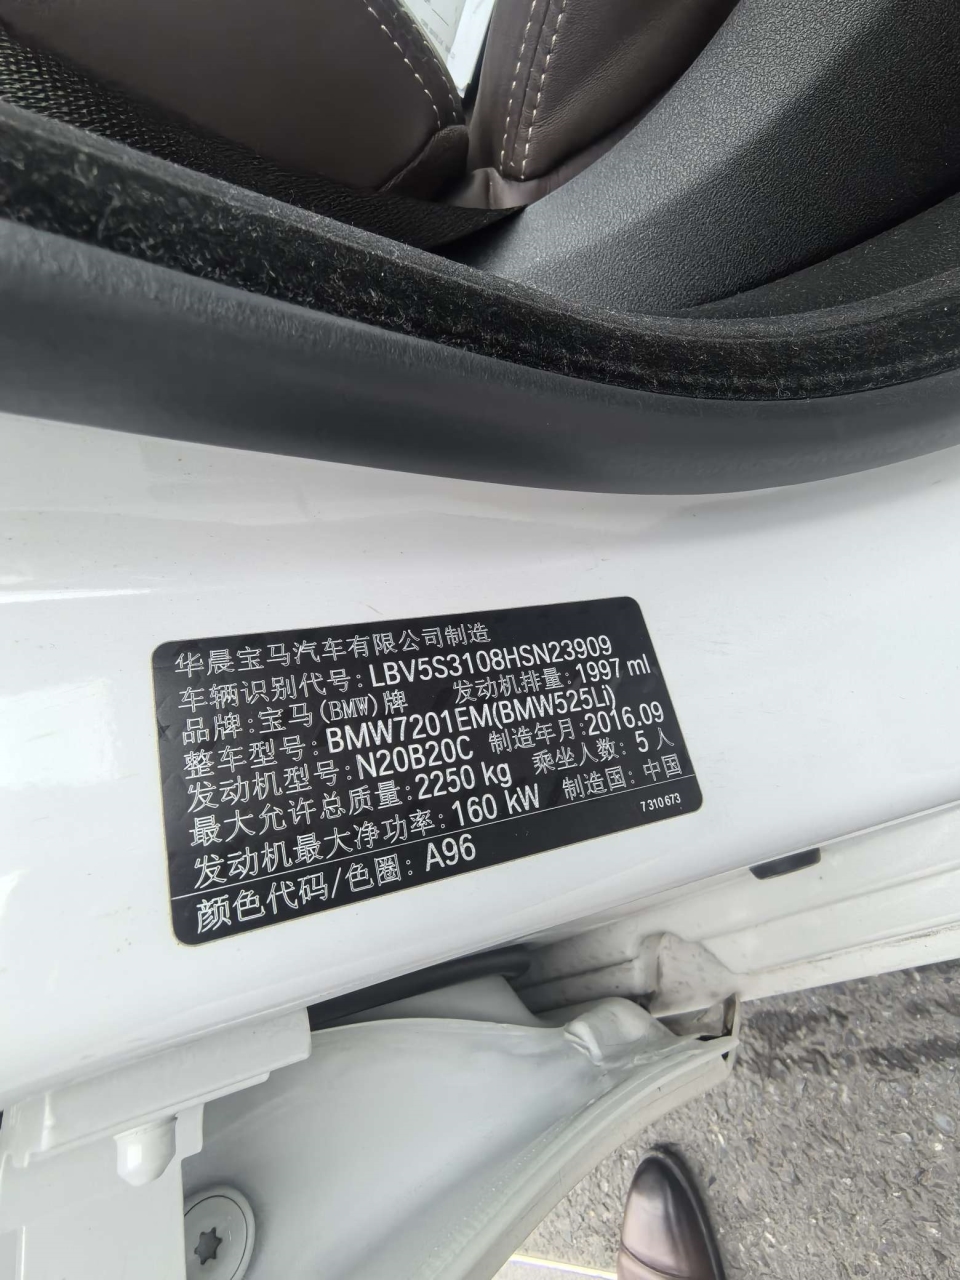 华晨宝马汽车有限公司制造
车辆识别代号: LBV5S3108HSN23909
品牌: 宝马(BMW)牌 发动机排量: 1997 ml
整车型号: BMW7201EM(BMW525Li)
发动机型号: N20B20C 制造年月: 2016.09
最大允许总质量: 2250 kg 乘坐人数: 5 人
发动机最大净功率: 160 kW 制造国: 中国
颜色代码/色圈: A96 7 310 673